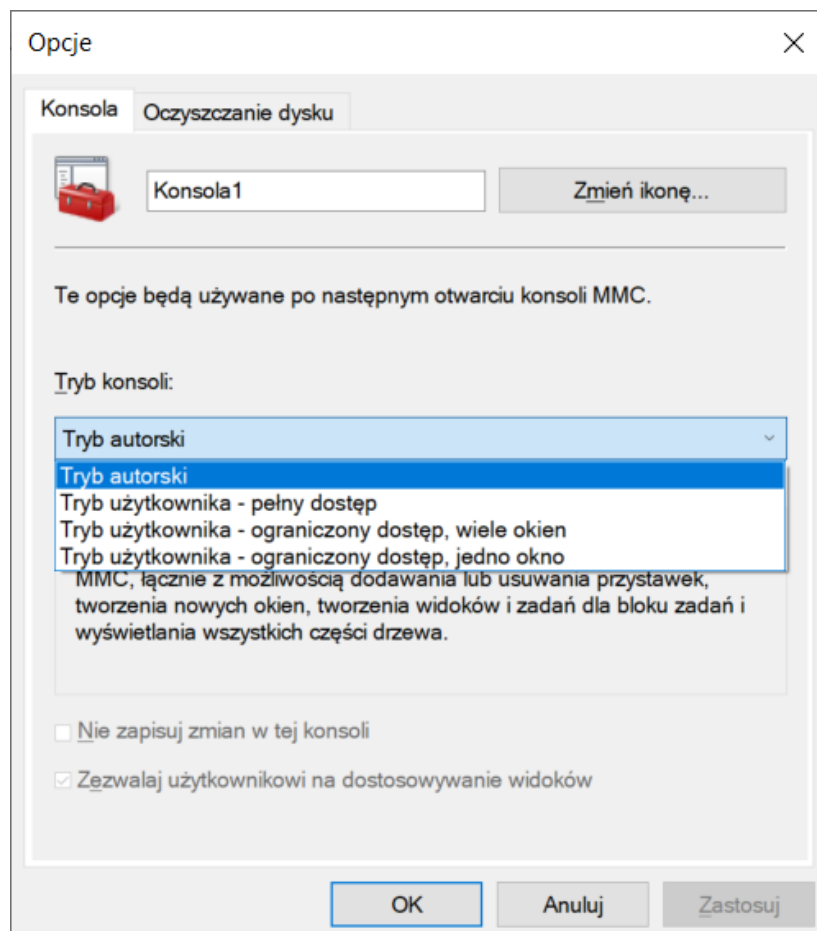 Opcje
Konsola
Oczyszczanie dysku
Konsola1
Zmień ikonę...
Te opcje będą używane po następnym otwarciu konsoli MMC.
Tryb konsoli:
Tryb autorski
Tryb autorski
Tryb użytkownika - pełny dostęp
Tryb użytkownika - ograniczony dostęp, wiele okien
Tryb użytkownika - ograniczony dostęp, jedno okno
MMC, łącznie z możliwością dodawania lub usuwania przystawek,
tworzenia nowych okien, tworzenia widoków i zadań dla bloku zadań i
wyświetlania wszystkich części drzewa.
Nie zapisuj zmian w tej konsoli
Zezwalaj użytkownikowi na dostosowywanie widoków
OK
Anuluj
Zastosuj